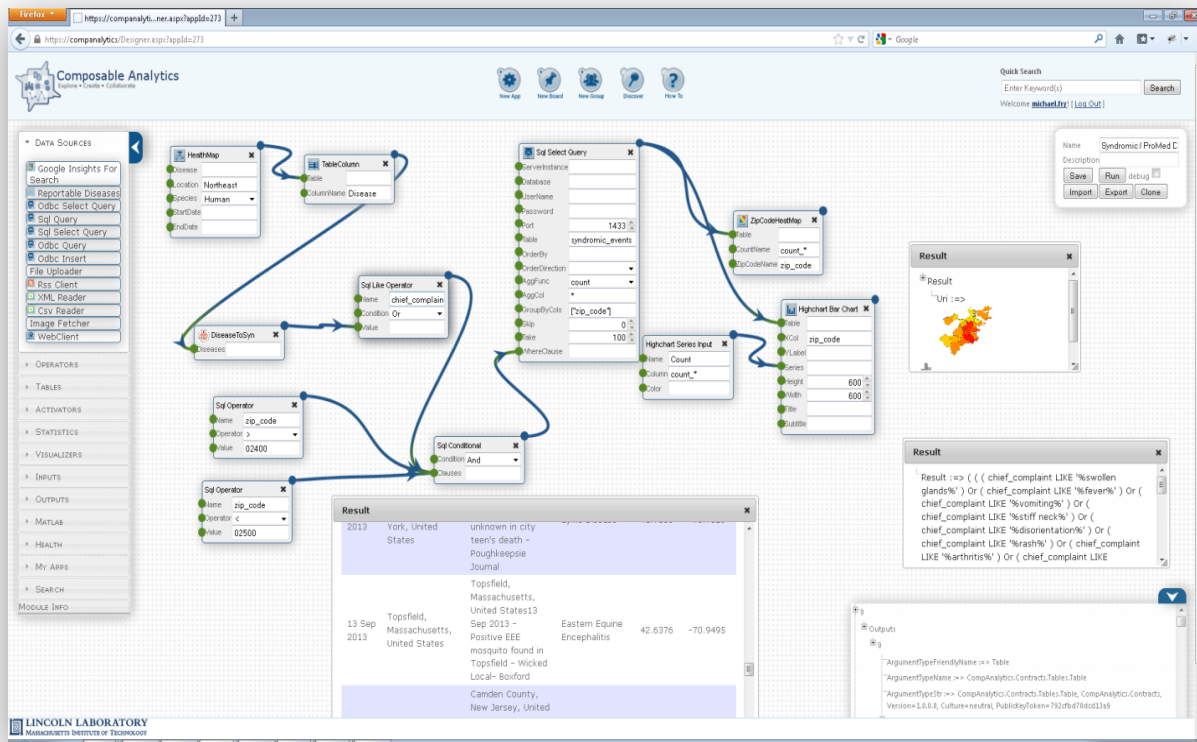 Firefox
https://companalyti...ner.aspx?appId=273
https://companalytics/Designer.aspx?appId=273
Google
Composable Analytics
Explore • Create • Collaborate
New App
New Board
New Group
Discover
How To
Quick Search
Enter Keyword(s)
Search
Welcome michael.fry! [ Log Out ]
DATA SOURCES
Google Insights For Search
Reportable Diseases
Odbc Select Query
Sql Query
Sql Select Query
Odbc Query
Odbc Insert
File Uploader
Rss Client
XML Reader
Csv Reader
Image Fetcher
WebClient
OPERATORS
TABLES
ACTIVATORS
STATISTICS
VISUALIZERS
INPUTS
OUTPUTS
MATLAB
HEALTH
MY APPS
SEARCH
MODULE INFO
HealthMap
Disease
Location Northeast
Species Human
StartDate
EndDate
TableColumn
Table
ColumnName Disease
DiseaseToSyn
Diseases
Sql Like Operator
Name chief_complain
Condition Or
Value
Sql Operator
Name zip_code
Operator >
Value 02400
Sql Operator
Name zip_code
Operator <
Value 02500
Sql Conditional
Condition And
Clauses
Sql Select Query
ServerInstance
Database
UserName
Password
Port 1433
Table syndromic_events
OrderBy
OrderDirection
AggFunc count
AggCol *
GroupByCols ["zip_code"]
Skip 0
Take 100
WhereClause
Highchart Series Input
Name Count
Column count_*
Color
ZipCodeHeatMap
Table
CountName count_*
ZipCodeName zip_code
Highchart Bar Chart
Table
XCol zip_code
YLabel
Series
Height 600
Width 600
Title
Subtitle
Name Syndromic / ProMed D
Description
Save
Run
debug
Import
Export
Clone
Result
Result
Uri :=>
Result
Result :=> ( ( ( chief_complaint LIKE '%swollen
glands%' ) Or ( chief_complaint LIKE '%fever%' ) Or (
chief_complaint LIKE '%vomiting%' ) Or (
chief_complaint LIKE '%stiff neck%' ) Or (
chief_complaint LIKE '%disorientation%' ) Or (
chief_complaint LIKE '%rash%' ) Or ( chief_complaint
LIKE '%arthritis%' ) Or ( chief_complaint LIKE
Result
2013
York, United
States
unknown in city
teen's death -
Poughkeepsie
Journal
13 Sep
2013
Topsfield,
Massachusetts,
United States
Topsfield,
Massachusetts,
United States13
Sep 2013 -
Positive EEE
mosquito found in
Topsfield - Wicked
Local- Boxford
Eastern Equine
Encephalitis
42.6376
-70.9495
Camden County,
New Jersey, United
0
Outputs
0
ArgumentTypeFriendlyName :=> Table
ArgumentTypeName :=> CompAnalytics.Contracts.Tables.Table
ArgumentTypeStr :=> CompAnalytics.Contracts.Tables.Table, CompAnalytics.Contracts,
Version=1.0.0.0, Culture=neutral, PublicKeyToken=792cfbd70dcd13a9
LINCOLN LABORATORY
MASSACHUSETTS INSTITUTE OF TECHNOLOGY